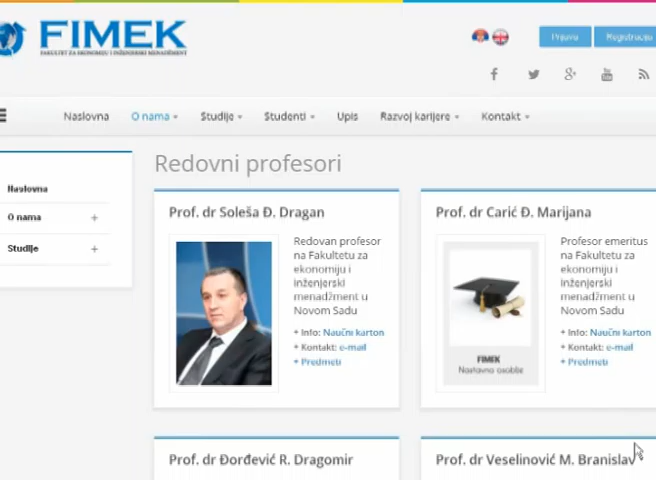 FIMEK
FAKULTET ZA EKONOMIJU I INŽENJERSKI MENADŽMENT
Prijava
Registracija
Naslovna
O nama
Studije
Studenti
Upis
Razvoj karijere
Kontakt
Naslovna
O nama
Studije
Redovni profesori
Prof. dr Soleša Đ. Dragan
Redovan profesor
na Fakultetu za
ekonomiju i
inženjerski
menadžment u
Novom Sadu
+ Info: Naučni karton
+ Kontakt: e-mail
+ Predmeti
Prof. dr Carić Đ. Marijana
FIMEK
Nastavno osoblje
Profesor emeritus
na Fakultetu za
ekonomiju i
inženjerski
menadžment u
Novom Sadu
+ Info: Naučni karton
+ Kontakt: e-mail
+ Predmeti
Prof. dr Đorđević R. Dragomir
Prof. dr Veselinović M. Branislav